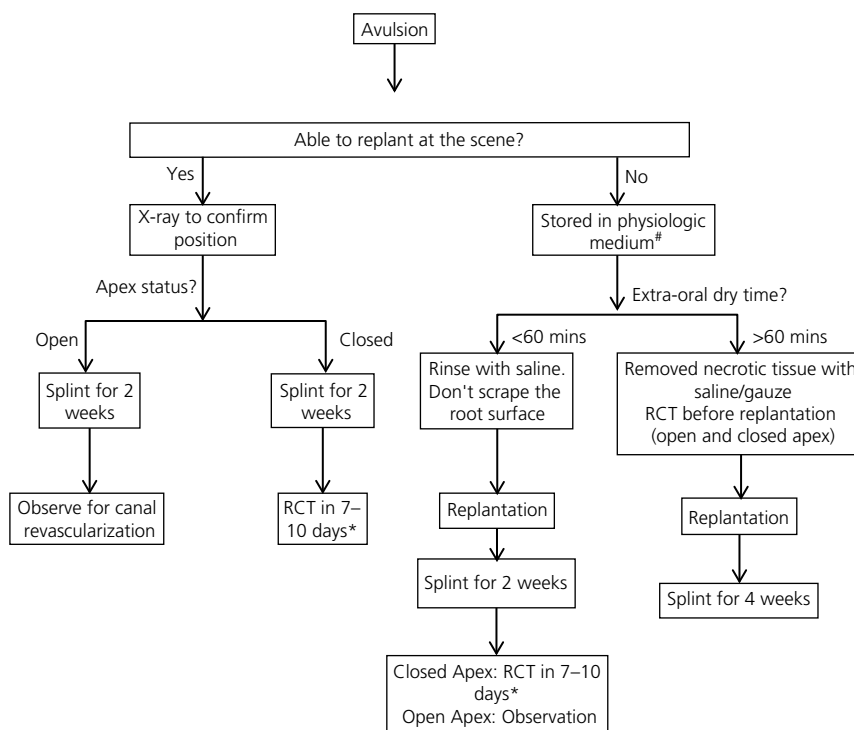 Avulsion
Able to replant at the scene?
Yes
No
X-ray to confirm
position
Stored in physiologic
medium#
Apex status?
Extra-oral dry time?
Open
Closed
<60 mins
>60 mins
Splint for 2
weeks
Splint for 2
weeks
Rinse with saline.
Don't scrape the
root surface
Removed necrotic tissue with
saline/gauze
RCT before replantation
(open and closed apex)
Observe for canal
revascularization
RCT in 7–
10 days*
Replantation
Replantation
Splint for 2 weeks
Splint for 4 weeks
Closed Apex: RCT in 7–10
days*
Open Apex: Observation